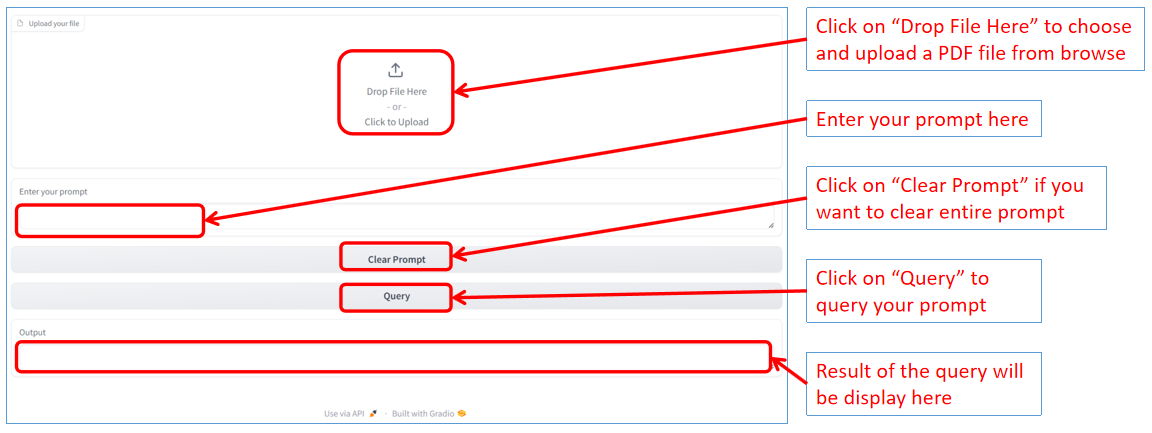 Upload your file
Drop File Here
- or -
Click to Upload
Enter your prompt
Clear Prompt
Query
Output
Use via API · Built with Gradio
Click on “Drop File Here” to choose
and upload a PDF file from browse
Enter your prompt here
Click on “Clear Prompt” if you
want to clear entire prompt
Click on “Query” to
query your prompt
Result of the query will
be display here